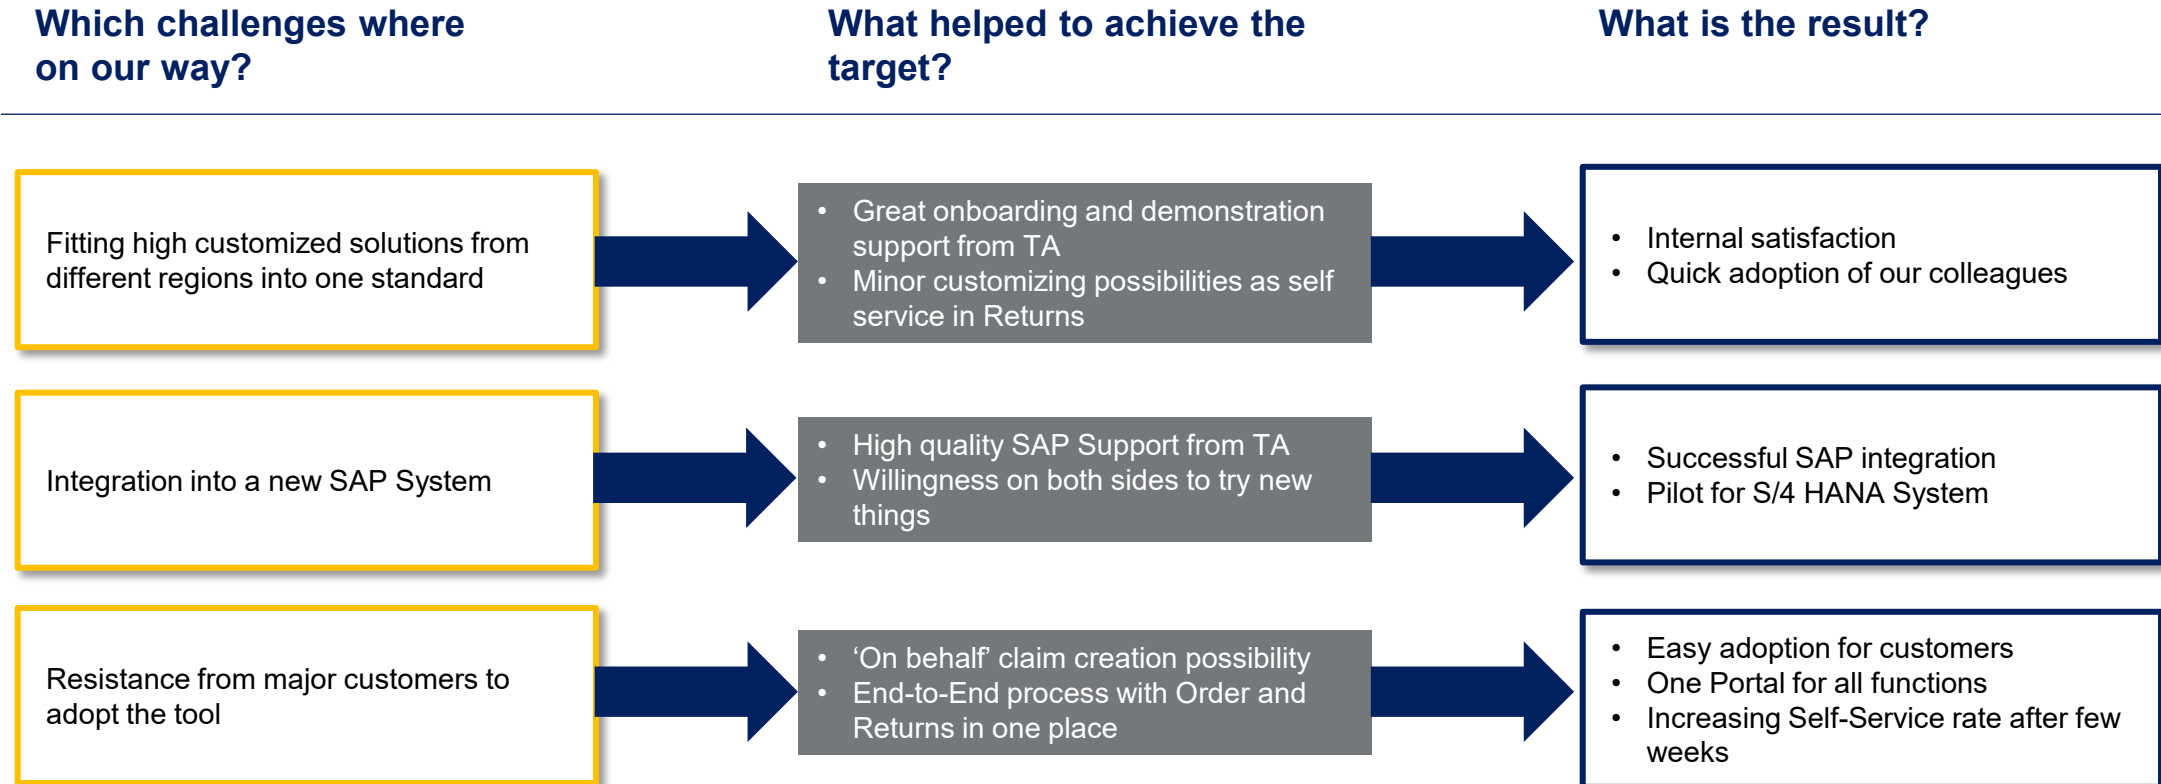 Which challenges where
on our way?
What helped to achieve the
target?
What is the result?
Fitting high customized solutions from
different regions into one standard
• Great onboarding and demonstration
support from TA
• Minor customizing possibilities as self
service in Returns
• Internal satisfaction
• Quick adoption of our colleagues
Integration into a new SAP System
• High quality SAP Support from TA
• Willingness on both sides to try new
things
• Successful SAP integration
• Pilot for S/4 HANA System
Resistance from major customers to
adopt the tool
• ‘On behalf’ claim creation possibility
• End-to-End process with Order and
Returns in one place
• Easy adoption for customers
• One Portal for all functions
• Increasing Self-Service rate after few
weeks